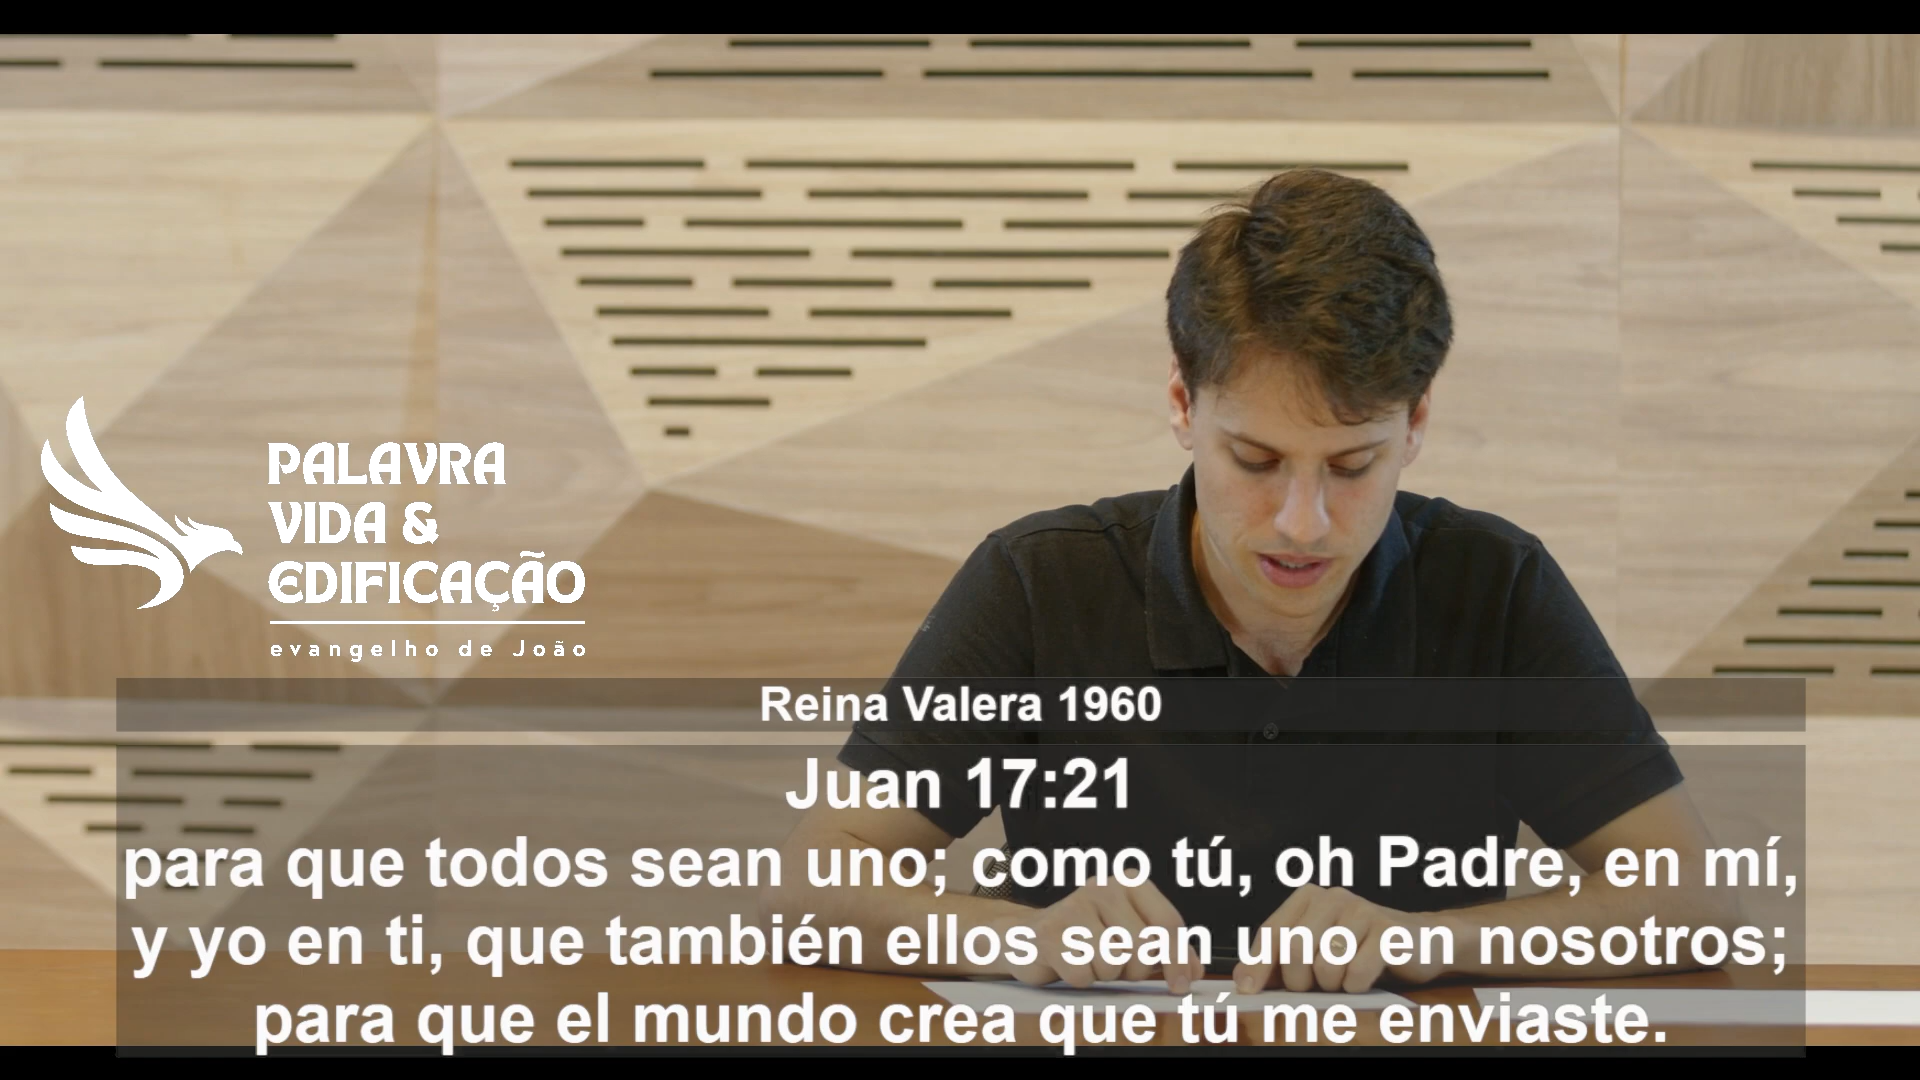 PALAVRA
VIDA &
EDIFICAÇÃO
evangelho de João
Reina Valera 1960
Juan 17:21
para que todos sean uno; como tú, oh Padre, en mí,
y yo en ti, que también ellos sean uno en nosotros;
para que el mundo crea que tú me enviaste.